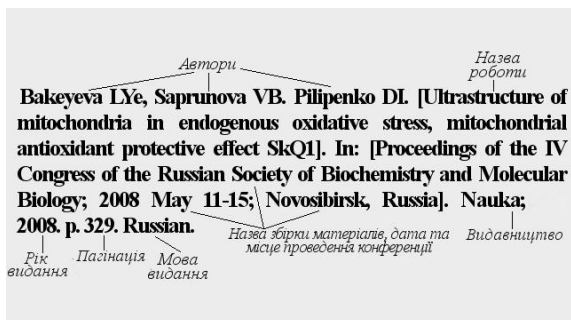 Автори
Назва
роботи
Bakeyeva LYe, Saprunova VB. Pilipenko DI. [Ultrastructure of
mitochondria in endogenous oxidative stress, mitochondrial
antioxidant protective effect SkQ1]. In: [Proceedings of the IV
Congress of the Russian Society of Biochemistry and Molecular
Biology; 2008 May 11-15; Novosibirsk, Russia]. Nauka;
2008. p. 329. Russian.
Рік
видання
Пагінація
Мова
видання
Назва збірки матеріалів, дата та
місце проведення конференції
Видавництво